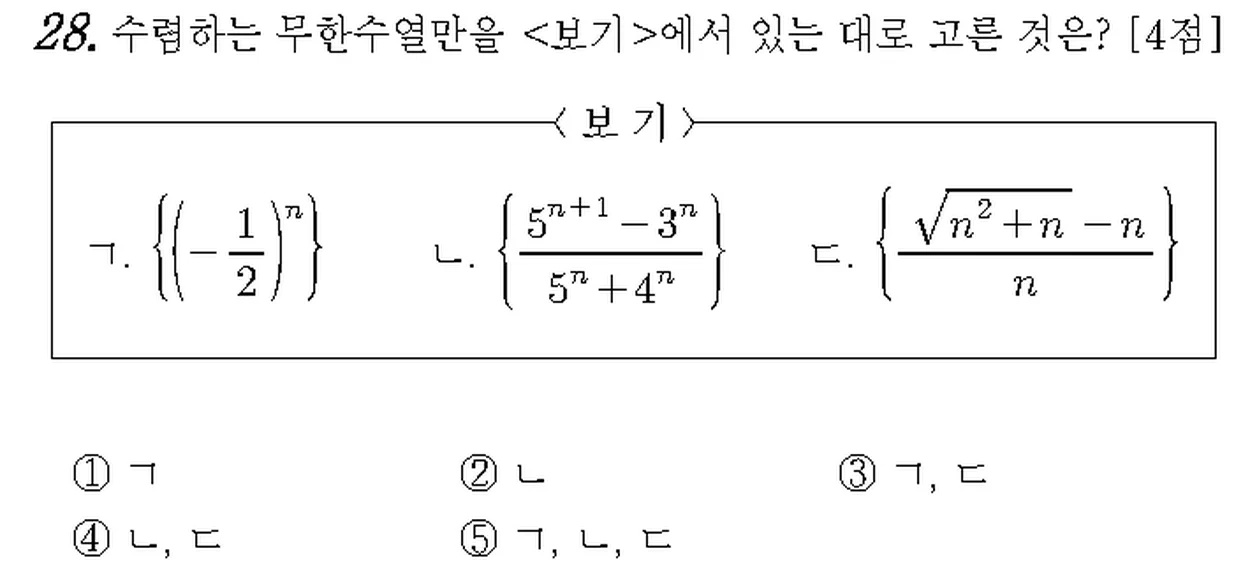 28. 수렴하는 무한수열만을 <보기>에서 있는 대로 고른 것은? [4점]
<보 기>
ㄱ. {(-1/2)^n} ㄴ. {(5^{n+1}-3^n)/(5^n+4^n)} ㄷ. {(√(n^2+n)-n)/n}
① ㄱ ② ㄴ ③ ㄱ, ㄷ
④ ㄴ, ㄷ ⑤ ㄱ, ㄴ, ㄷ